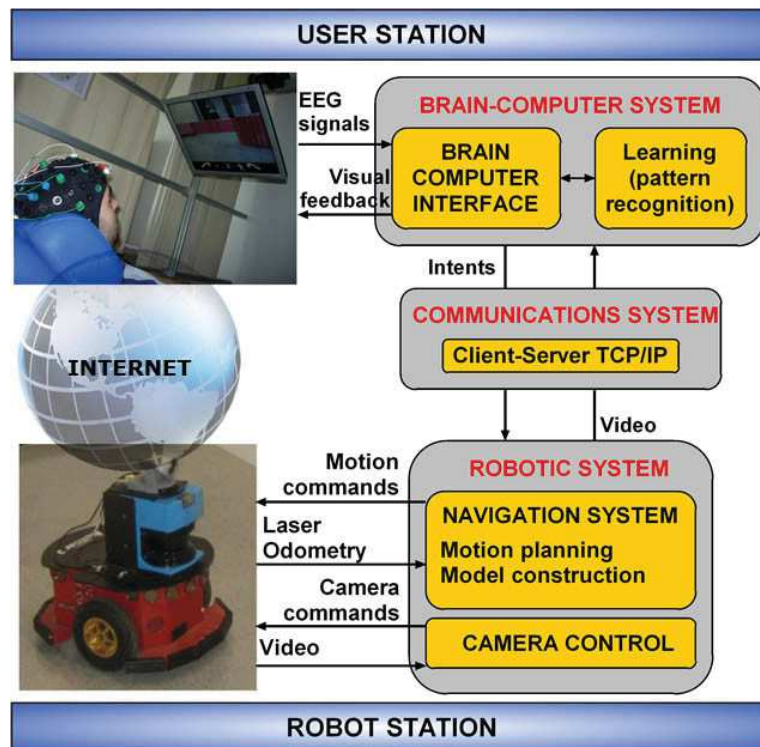 USER STATION
EEG
signals
Visual
feedback
BRAIN-COMPUTER SYSTEM
BRAIN
COMPUTER
INTERFACE
Learning
(pattern
recognition)
Intents
COMMUNICATIONS SYSTEM
Client-Server TCP/IP
INTERNET
Video
ROBOTIC SYSTEM
Motion
commands
Laser
Odometry
Camera
commands
Video
NAVIGATION SYSTEM
Motion planning
Model construction
CAMERA CONTROL
ROBOT STATION